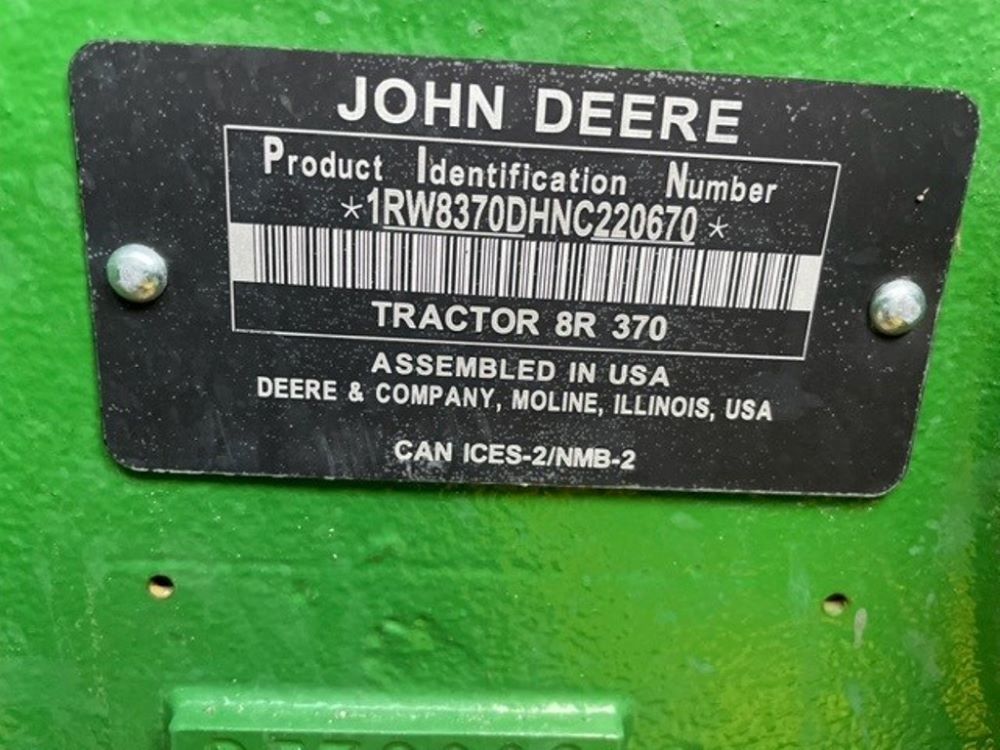 JOHN DEERE
Product Identification Number
*1RW8370DHNC220670*
TRACTOR 8R 370
ASSEMBLED IN USA
DEERE & COMPANY, MOLINE, ILLINOIS, USA
CAN ICES-2/NMB-2